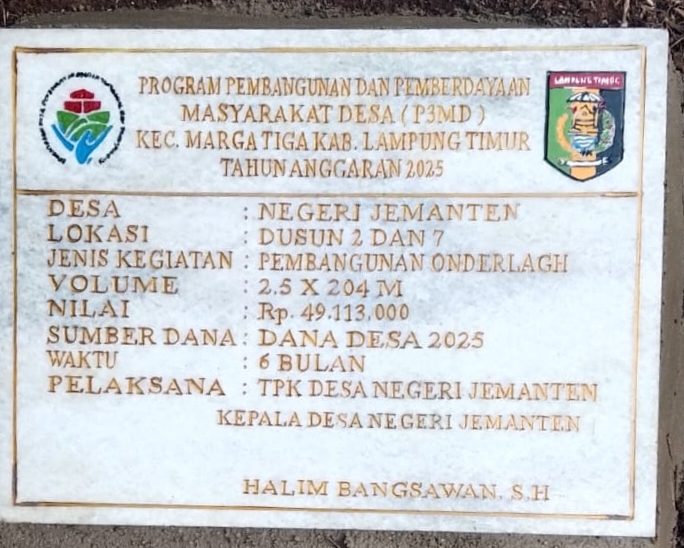 PROGRAM PEMBANGUNAN DAN PEMBERDAYAAN
MASYARAKAT DESA ( P3MD )
KEC. MARGA TIGA KAB. LAMPUNG TIMUR
TAHUN ANGGARAN 2025
LAMPUNG TIMUR
DESA : NEGERI JEMANTEN
LOKASI : DUSUN 2 DAN 7
JENIS KEGIATAN : PEMBANGUNAN ONDERLAGH
VOLUME : 2.5 X 204 M
NILAI : Rp. 49.113.000
SUMBER DANA : DANA DESA 2025
WAKTU : 6 BULAN
PELAKSANA : TPK DESA NEGERI JEMANTEN
KEPALA DESA NEGERI JEMANTEN
HALIM BANGSAWAN. S.H